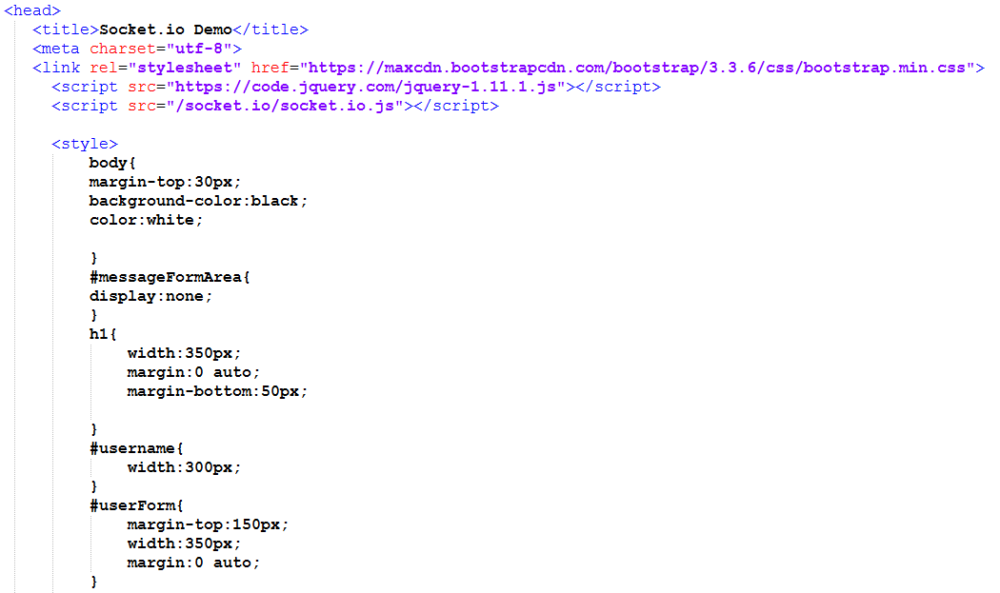 <head>
<title>Socket.io Demo</title>
<meta charset="utf-8">
<link rel="stylesheet" href="https://maxcdn.bootstrapcdn.com/bootstrap/3.3.6/css/bootstrap.min.css">
<script src="https://code.jquery.com/jquery-1.11.1.js"></script>
<script src="/socket.io/socket.io.js"></script>
<style>
body{
margin-top:30px;
background-color:black;
color:white;
}
#messageFormArea{
display:none;
}
h1{
width:350px;
margin:0 auto;
margin-bottom:50px;
}
#username{
width:300px;
}
#userForm{
margin-top:150px;
width:350px;
margin:0 auto;
}